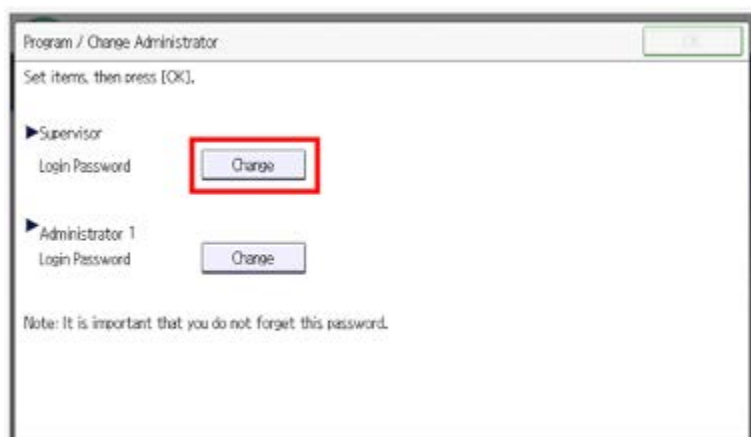 Program / Change Administrator
OK
Set items, then press [OK].
Supervisor
Login Password Change
Administrator 1
Login Password Change
Note: It is important that you do not forget this password.